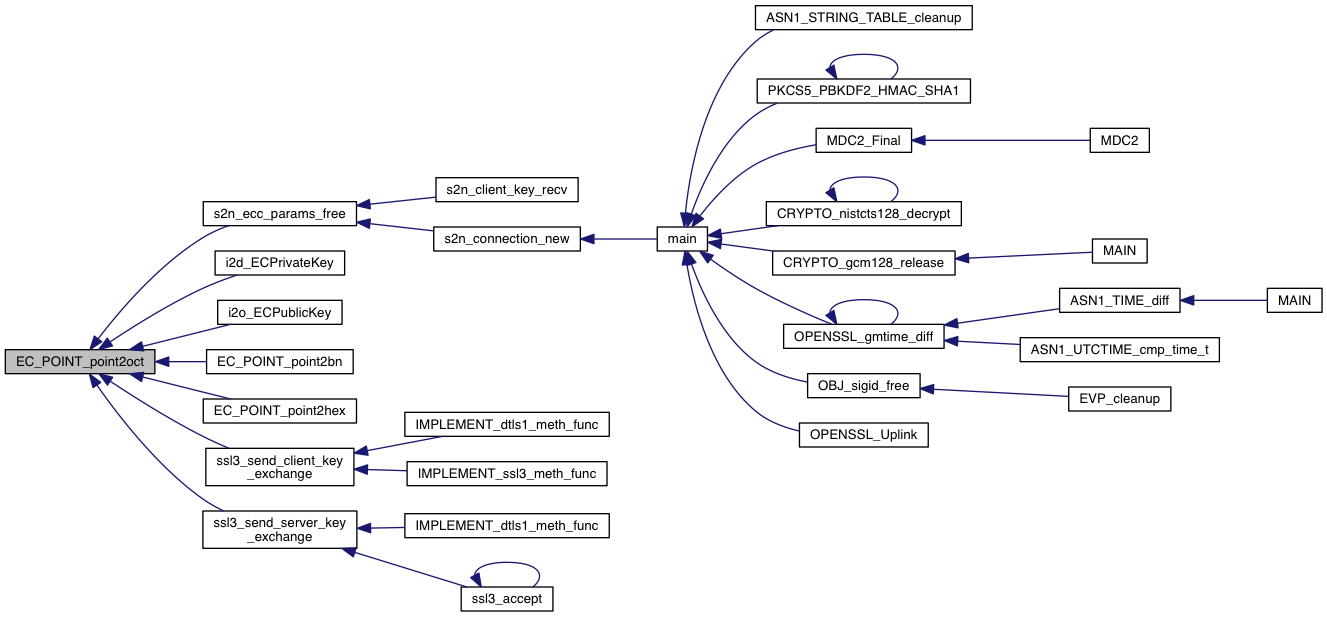 ASN1_STRING_TABLE_cleanup
PKCS5_PBKDF2_HMAC_SHA1
MDC2_Final
MDC2
s2n_client_key_recv
s2n_ecc_params_free
CRYPTO_nistcts128_decrypt
s2n_connection_new
main
i2d_ECPrivateKey
CRYPTO_gcm128_release
MAIN
i2o_ECPublicKey
ASN1_TIME_diff
MAIN
OPENSSL_gmtime_diff
ASN1_UTCTIME_cmp_time_t
EC_POINT_point2oct
EC_POINT_point2bn
OBJ_sigid_free
EVP_cleanup
EC_POINT_point2hex
IMPLEMENT_dtls1_meth_func
OPENSSL_Uplink
ssl3_send_client_key
_exchange
IMPLEMENT_ssl3_meth_func
ssl3_send_server_key
_exchange
IMPLEMENT_dtls1_meth_func
ssl3_accept